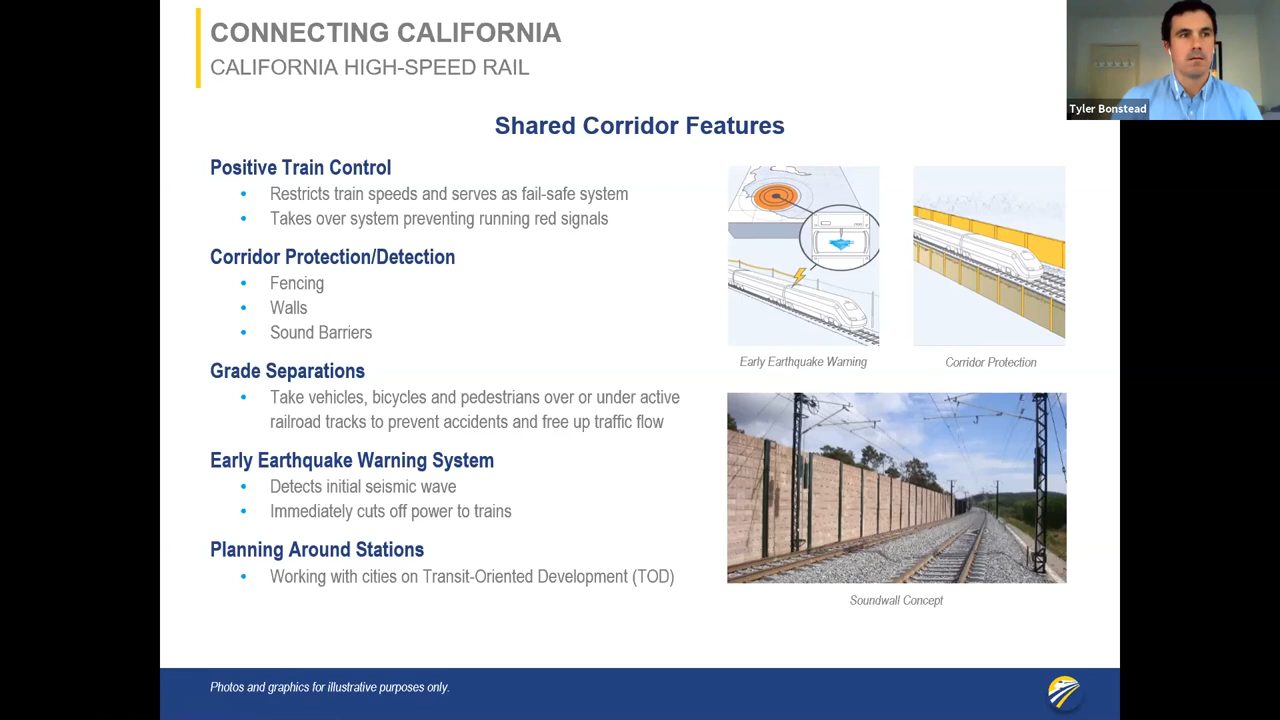 CONNECTING CALIFORNIA
CALIFORNIA HIGH-SPEED RAIL
Tyler Bonstead
Shared Corridor Features
Positive Train Control
• Restricts train speeds and serves as fail-safe system
• Takes over system preventing running red signals
Corridor Protection/Detection
• Fencing
• Walls
• Sound Barriers
Grade Separations
• Take vehicles, bicycles and pedestrians over or under active
railroad tracks to prevent accidents and free up traffic flow
Early Earthquake Warning System
• Detects initial seismic wave
• Immediately cuts off power to trains
Planning Around Stations
• Working with cities on Transit-Oriented Development (TOD)
Early Earthquake Warning
Corridor Protection
Soundwall Concept
Photos and graphics for illustrative purposes only.